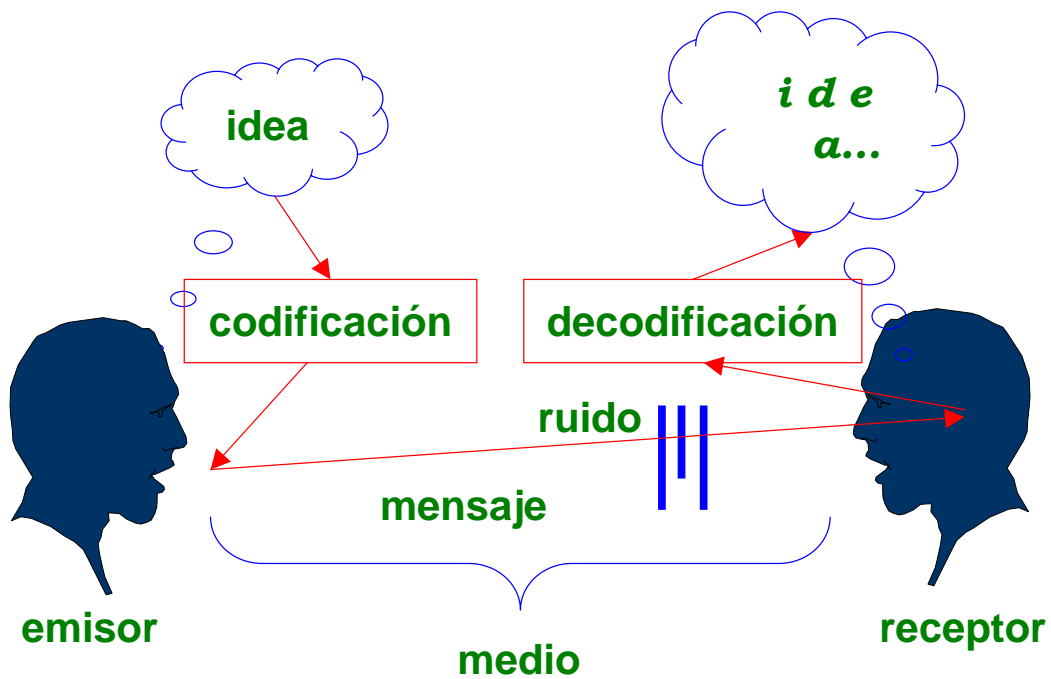 idea
i d e
a...
codificación
decodificación
ruido
mensaje
emisor
receptor
medio